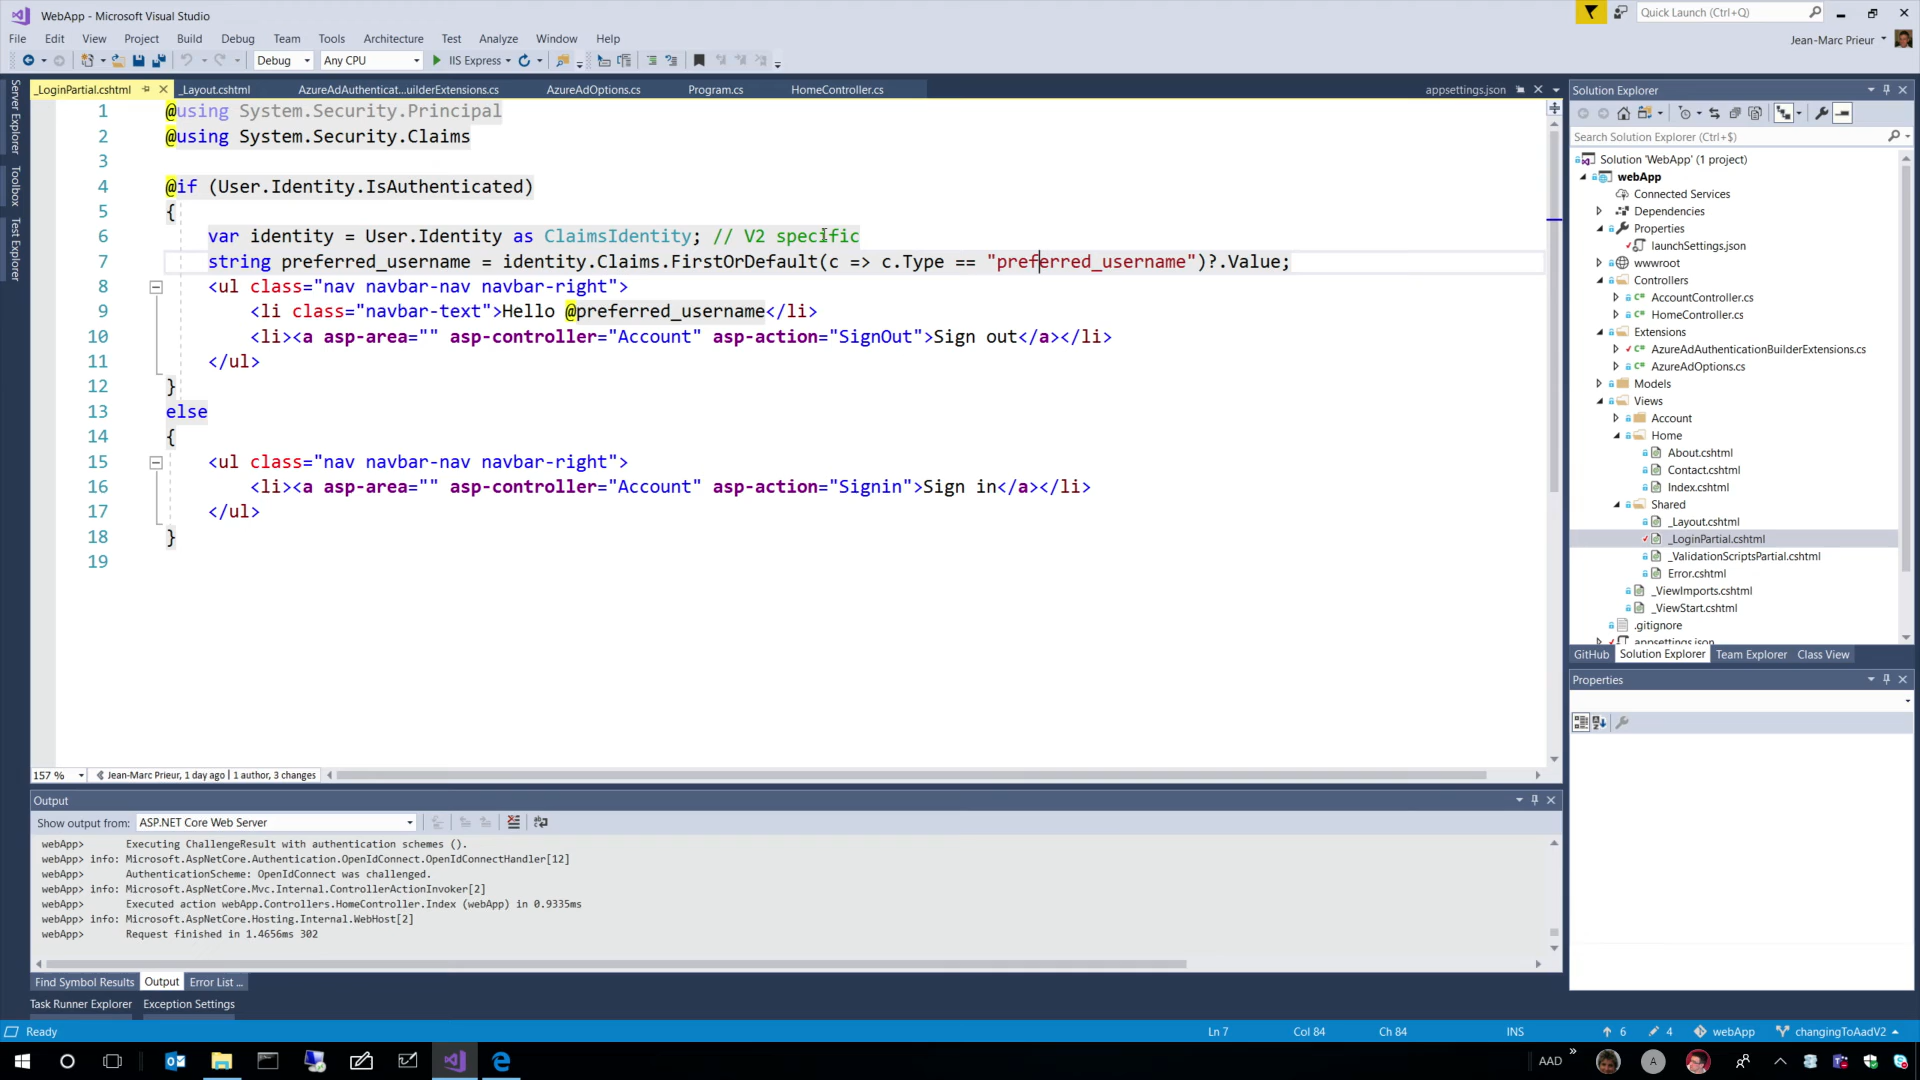 WebApp - Microsoft Visual Studio
Quick Launch (Ctrl+Q)
File Edit View Project Build Debug Team Tools Architecture Test Analyze Window Help
Jean-Marc Prieur
Debug Any CPU IIS Express
_LoginPartial.cshtml _Layout.cshtml AzureAdAuthenticat...uilderExtensions.cs AzureAdOptions.cs Program.cs HomeController.cs appsettings.json
Server Explorer
Toolbox
Test Explorer
1 @using System.Security.Principal
2 @using System.Security.Claims
3
4 @if (User.Identity.IsAuthenticated)
5 {
6 var identity = User.Identity as ClaimsIdentity; // V2 specific
7 string preferred_username = identity.Claims.FirstOrDefault(c => c.Type == "preferred_username")?.Value;
8 <ul class="nav navbar-nav navbar-right">
9 <li class="navbar-text">Hello @preferred_username</li>
10 <li><a asp-area="" asp-controller="Account" asp-action="SignOut">Sign out</a></li>
11 </ul>
12 }
13 else
14 {
15 <ul class="nav navbar-nav navbar-right">
16 <li><a asp-area="" asp-controller="Account" asp-action="Signin">Sign in</a></li>
17 </ul>
18 }
19
157 % Jean-Marc Prieur, 1 day ago | 1 author, 3 changes
Solution Explorer
Search Solution Explorer (Ctrl+$)
Solution 'WebApp' (1 project)
webApp
Connected Services
Dependencies
Properties
launchSettings.json
wwwroot
Controllers
C# AccountController.cs
C# HomeController.cs
Extensions
C# AzureAdAuthenticationBuilderExtensions.cs
C# AzureAdOptions.cs
Models
Views
Account
Home
About.cshtml
Contact.cshtml
Index.cshtml
Shared
_Layout.cshtml
_LoginPartial.cshtml
_ValidationScriptsPartial.cshtml
Error.cshtml
_ViewImports.cshtml
_ViewStart.cshtml
.gitignore
appsettings.json
GitHub Solution Explorer Team Explorer Class View
Properties
Output
Show output from: ASP.NET Core Web Server
webApp> Executing ChallengeResult with authentication schemes ().
webApp> info: Microsoft.AspNetCore.Authentication.OpenIdConnect.OpenIdConnectHandler[12]
webApp> AuthenticationScheme: OpenIdConnect was challenged.
webApp> info: Microsoft.AspNetCore.Mvc.Internal.ControllerActionInvoker[2]
webApp> Executed action webApp.Controllers.HomeController.Index (webApp) in 0.9335ms
webApp> info: Microsoft.AspNetCore.Hosting.Internal.WebHost[2]
webApp> Request finished in 1.4656ms 302
Find Symbol Results Output Error List ...
Task Runner Explorer Exception Settings
Ready Ln 7 Col 84 Ch 84 INS 6 4 webApp changingToAadV2
AAD » A